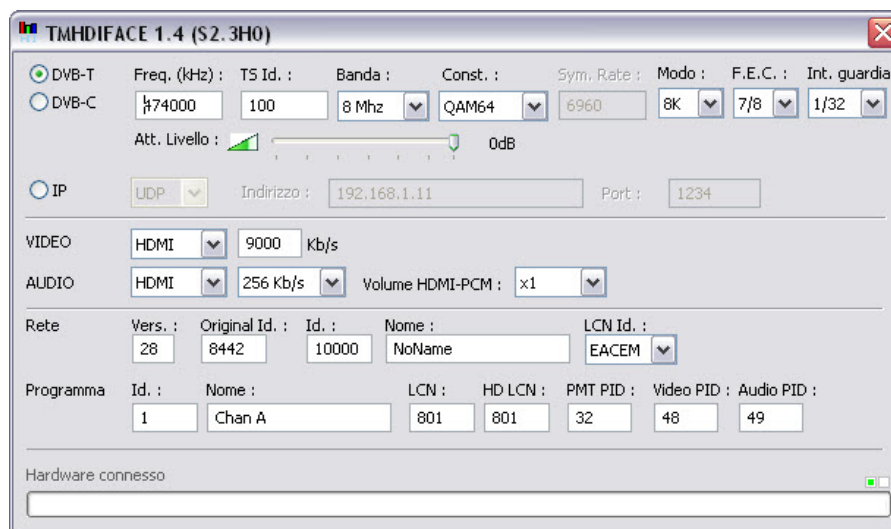 TMHDIFACE 1.4 (S2.3H0)
DVB-T Freq. (kHz) : TS Id. : Banda : Const. : Sym. Rate : Modo : F.E.C. : Int. guardia
DVB-C 474000 100 8 Mhz QAM64 6960 8K 7/8 1/32
Att. Livello : 0dB
IP UDP Indirizzo : 192.168.1.11 Port : 1234
VIDEO HDMI 9000 Kb/s
AUDIO HDMI 256 Kb/s Volume HDMI-PCM : x1
Rete Vers. : Original Id. : Id. : Nome : LCN Id. :
28 8442 10000 NoName EACEM
Programma Id. : Nome : LCN : HD LCN : PMT PID : Video PID : Audio PID :
1 Chan A 801 801 32 48 49
Hardware connesso